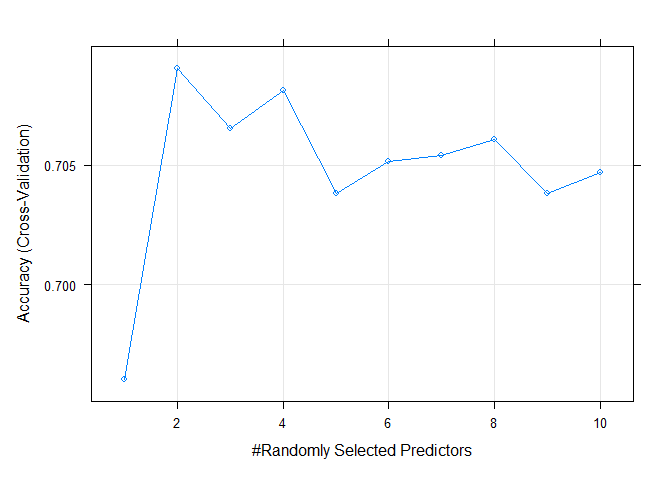 Accuracy (Cross-Validation)
0.705
0.700
2 4 6 8 10
#Randomly Selected Predictors